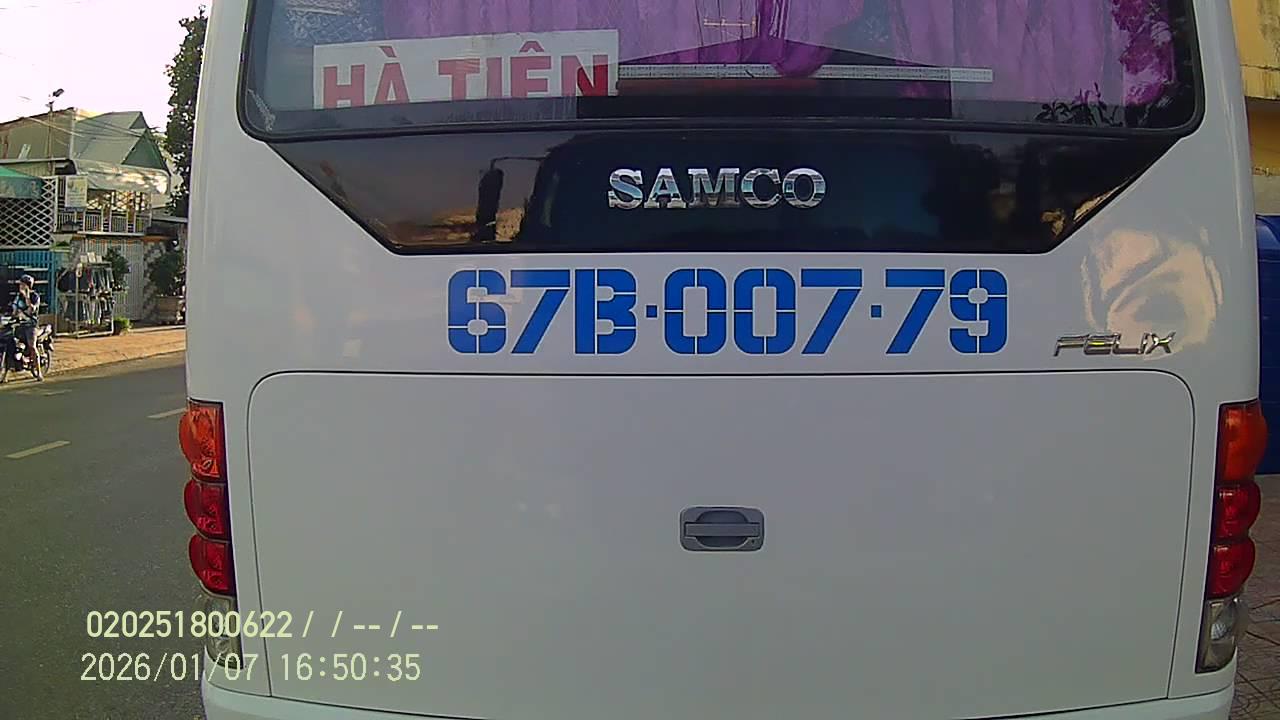 HÀ TIÊN
SAMCO
67B·007·79
FELIX
020251800622 / / -- / --
2026/01/07 16:50:35